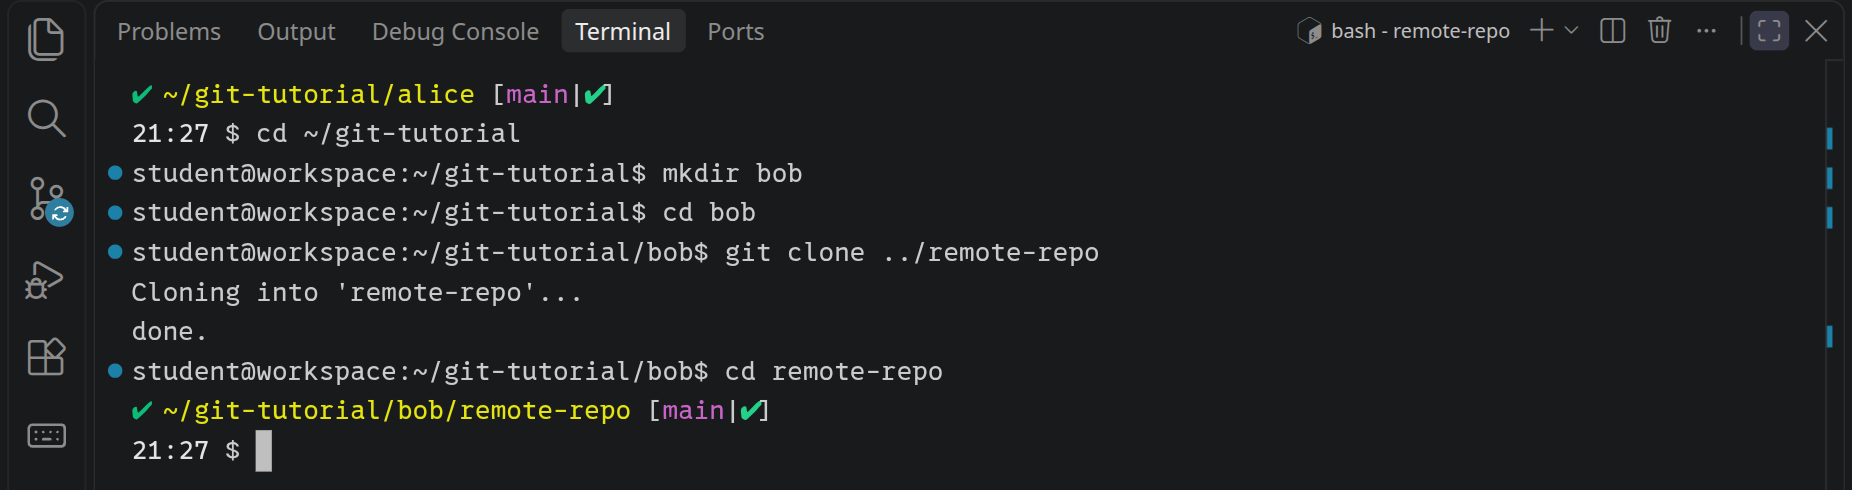 Problems Output Debug Console Terminal Ports bash - remote-repo
✔ ~/git-tutorial/alice [main|✔]
21:27 $ cd ~/git-tutorial
student@workspace:~/git-tutorial$ mkdir bob
student@workspace:~/git-tutorial$ cd bob
student@workspace:~/git-tutorial/bob$ git clone ../remote-repo
Cloning into 'remote-repo'...
done.
student@workspace:~/git-tutorial/bob$ cd remote-repo
✔ ~/git-tutorial/bob/remote-repo [main|✔]
21:27 $